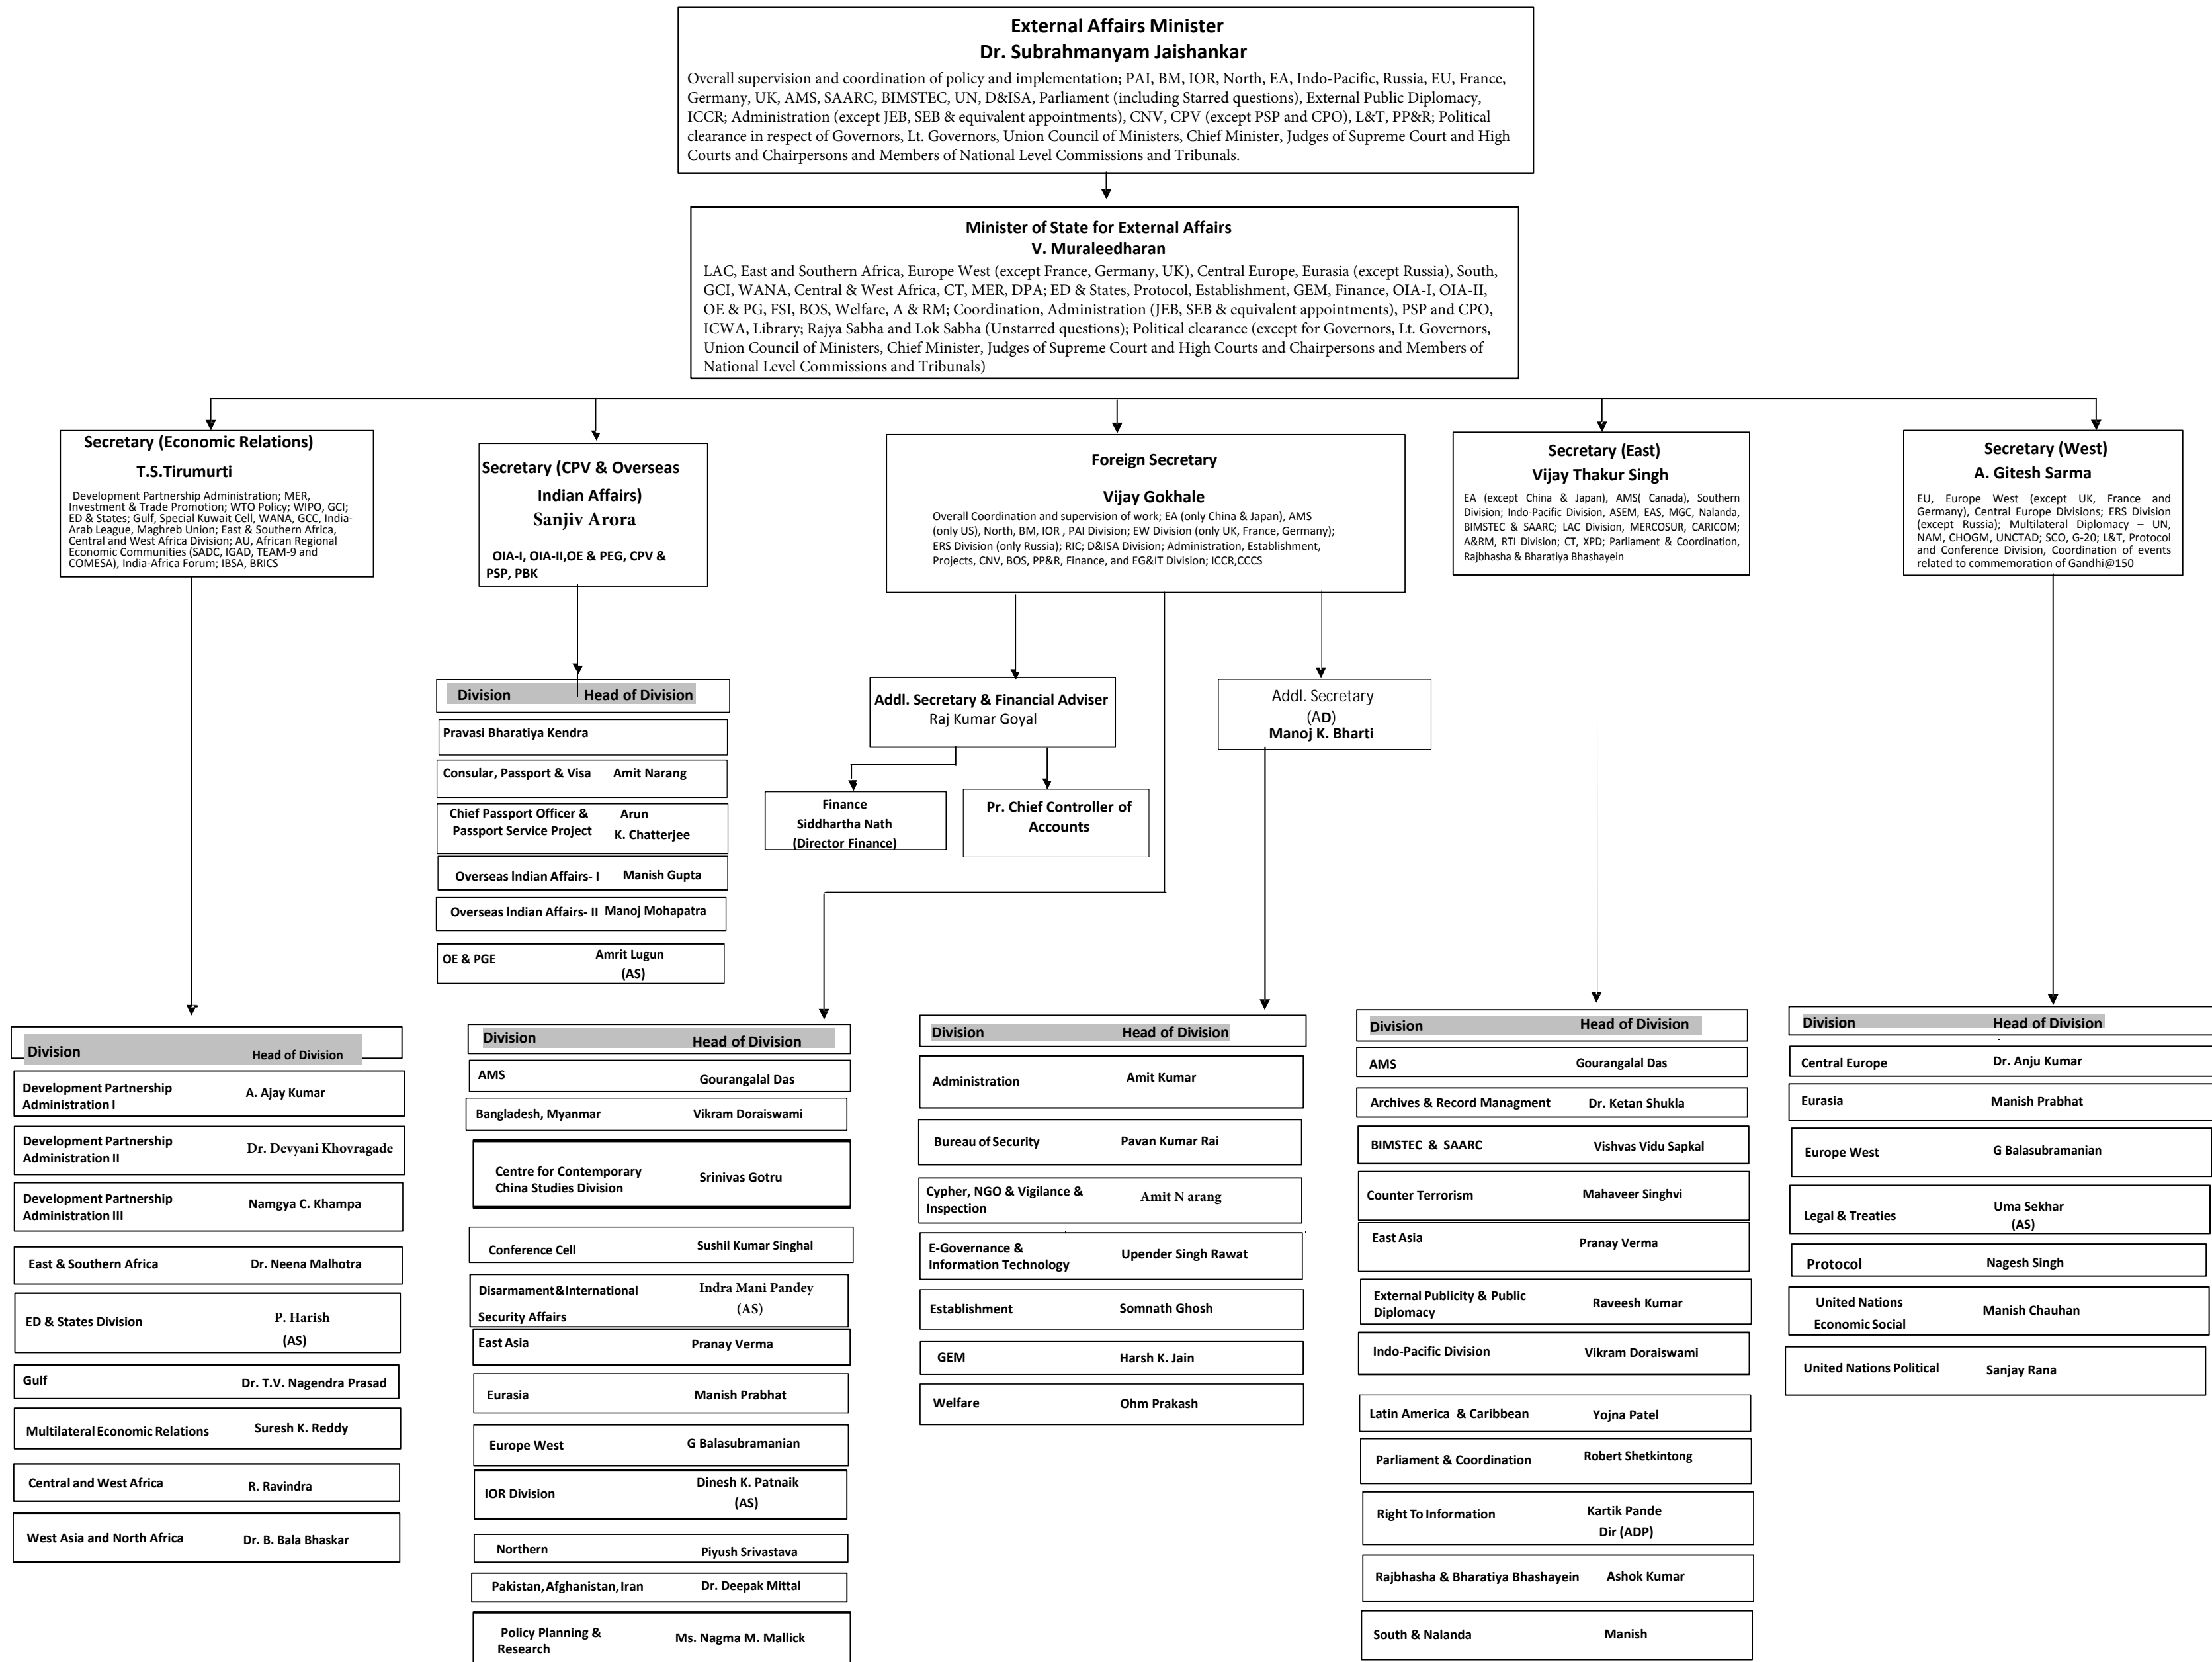 External Affairs Minister
Dr. Subrahmanyam Jaishankar
Overall supervision and coordination of policy and implementation; PAI, BM, IOR, North, EA, Indo-Pacific, Russia, EU, France,
Germany, UK, AMS, SAARC, BIMSTEC, UN, D&ISA, Parliament (including Starred questions), External Public Diplomacy,
ICCR; Administration (except JEB, SEB & equivalent appointments), CNV, CPV (except PSP and CPO), L&T, PP&R; Political
clearance in respect of Governors, Lt. Governors, Union Council of Ministers, Chief Minister, Judges of Supreme Court and High
Courts and Chairpersons and Members of National Level Commissions and Tribunals.
Minister of State for External Affairs
V. Muraleedharan
LAC, East and Southern Africa, Europe West (except France, Germany, UK), Central Europe, Eurasia (except Russia), South,
GCI, WANA, Central & West Africa, CT, MER, DPA; ED & States, Protocol, Establishment, GEM, Finance, OIA-I, OIA-II,
OE & PG, FSI, BOS, Welfare, A & RM; Coordination, Administration (JEB, SEB & equivalent appointments), PSP and CPO,
ICWA, Library; Rajya Sabha and Lok Sabha (Unstarred questions); Political clearance (except for Governors, Lt. Governors,
Union Council of Ministers, Chief Minister, Judges of Supreme Court and High Courts and Chairpersons and Members of
National Level Commissions and Tribunals)
Secretary (Economic Relations)
T.S.Tirumurti
Development Partnership Administration; MER,
Investment & Trade Promotion; WTO Policy; WIPO, GCI;
ED & States; Gulf, Special Kuwait Cell, WANA, GCC, India-
Arab League, Maghreb Union; East & Southern Africa,
Central and West Africa Division; AU, African Regional
Economic Communities (SADC, IGAD, TEAM-9 and
COMESA), India-Africa Forum; IBSA, BRICS
Secretary (CPV & Overseas
Indian Affairs)
Sanjiv Arora
OIA-I, OIA-II,OE & PEG, CPV &
PSP, PBK
Foreign Secretary
Vijay Gokhale
Overall Coordination and supervision of work; EA (only China & Japan), AMS
(only US), North, BM, IOR , PAI Division; EW Division (only UK, France, Germany);
ERS Division (only Russia); RIC; D&ISA Division; Administration, Establishment,
Projects, CNV, BOS, PP&R, Finance, and EG&IT Division; ICCR,CCCS
Secretary (East)
Vijay Thakur Singh
EA (except China & Japan), AMS( Canada), Southern
Division; Indo-Pacific Division, ASEM, EAS, MGC, Nalanda,
BIMSTEC & SAARC; LAC Division, MERCOSUR, CARICOM;
A&RM, RTI Division; CT, XPD; Parliament & Coordination,
Rajbhasha & Bharatiya Bhashayein
Secretary (West)
A. Gitesh Sarma
EU, Europe West (except UK, France and
Germany), Central Europe Divisions; ERS Division
(except Russia); Multilateral Diplomacy – UN,
NAM, CHOGM, UNCTAD; SCO, G-20; L&T, Protocol
and Conference Division, Coordination of events
related to commemoration of Gandhi@150
Division Head of Division
Pravasi Bharatiya Kendra
Consular, Passport & Visa Amit Narang
Chief Passport Officer & Arun
Passport Service Project K. Chatterjee
Overseas Indian Affairs- I Manish Gupta
Overseas Indian Affairs- II Manoj Mohapatra
OE & PGE Amrit Lugun
(AS)
Addl. Secretary & Financial Adviser
Raj Kumar Goyal
Addl. Secretary
(AD)
Manoj K. Bharti
Finance
Siddhartha Nath
(Director Finance)
Pr. Chief Controller of
Accounts
Division Head of Division
Development Partnership
Administration I A. Ajay Kumar
Development Partnership
Administration II Dr. Devyani Khovragade
Development Partnership
Administration III Namgya C. Khampa
East & Southern Africa Dr. Neena Malhotra
ED & States Division P. Harish
(AS)
Gulf Dr. T.V. Nagendra Prasad
Multilateral Economic Relations Suresh K. Reddy
Central and West Africa R. Ravindra
West Asia and North Africa Dr. B. Bala Bhaskar
Division Head of Division
AMS Gourangalal Das
Bangladesh, Myanmar Vikram Doraiswami
Centre for Contemporary
China Studies Division Srinivas Gotru
Conference Cell Sushil Kumar Singhal
Disarmament&International Indra Mani Pandey
Security Affairs (AS)
East Asia Pranay Verma
Eurasia Manish Prabhat
Europe West G Balasubramanian
IOR Division Dinesh K. Patnaik
(AS)
Northern Piyush Srivastava
Pakistan,Afghanistan,Iran Dr. Deepak Mittal
Policy Planning &
Research Ms. Nagma M. Mallick
Division Head of Division
Administration Amit Kumar
Bureau of Security Pavan Kumar Rai
Cypher, NGO & Vigilance &
Inspection Amit N arang
E-Governance &
Information Technology Upender Singh Rawat
Establishment Somnath Ghosh
GEM Harsh K. Jain
Welfare Ohm Prakash
Division Head of Division
AMS Gourangalal Das
Archives & Record Managment Dr. Ketan Shukla
BIMSTEC & SAARC Vishvas Vidu Sapkal
Counter Terrorism Mahaveer Singhvi
East Asia Pranay Verma
External Publicity & Public
Diplomacy Raveesh Kumar
Indo-Pacific Division Vikram Doraiswami
Latin America & Caribbean Yojna Patel
Parliament & Coordination Robert Shetkintong
Right To Information Kartik Pande
Dir (ADP)
Rajbhasha & Bharatiya Bhashayein Ashok Kumar
South & Nalanda Manish
Division Head of Division
Central Europe Dr. Anju Kumar
Eurasia Manish Prabhat
Europe West G Balasubramanian
Legal & Treaties Uma Sekhar
(AS)
Protocol Nagesh Singh
United Nations
Economic Social Manish Chauhan
United Nations Political Sanjay Rana